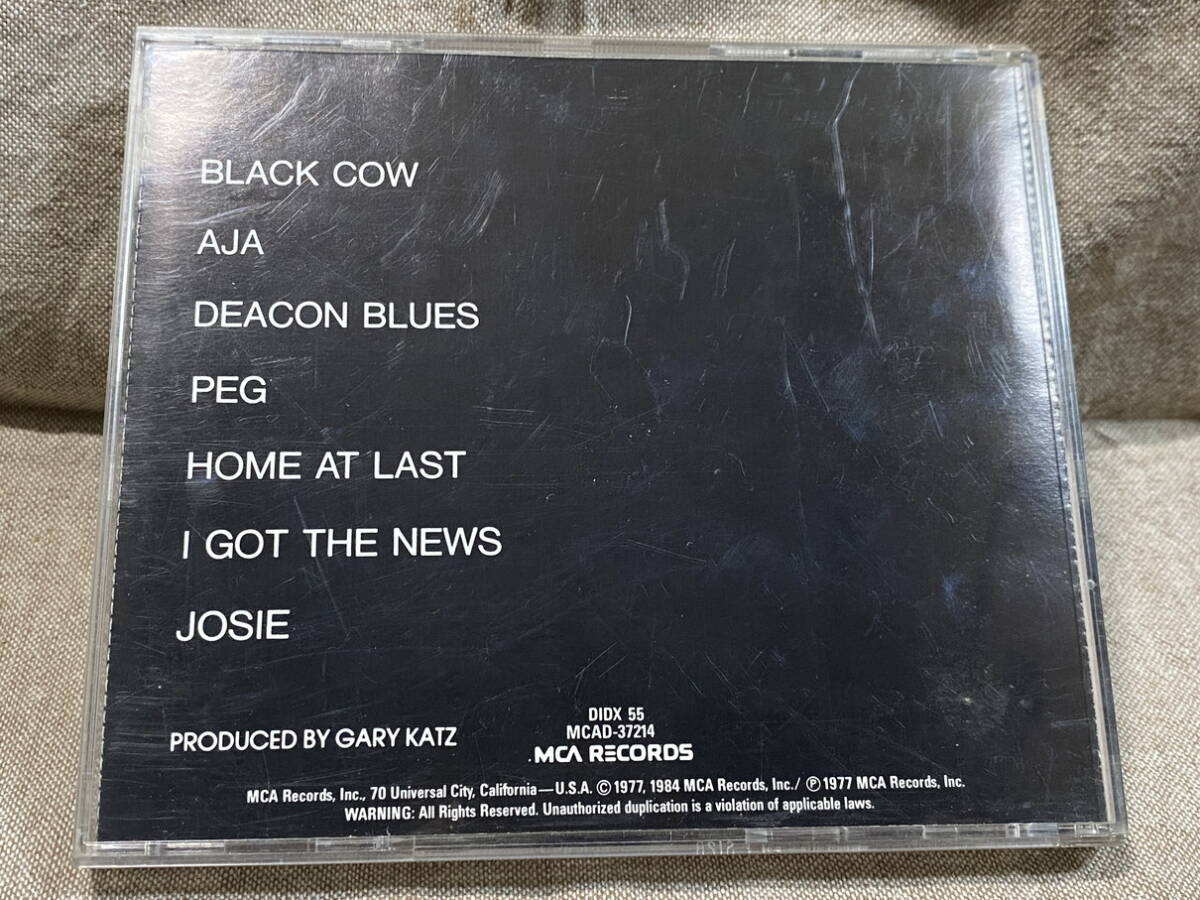 BLACK COW
AJA
DEACON BLUES
PEG
HOME AT LAST
I GOT THE NEWS
JOSIE
PRODUCED BY GARY KATZ
DIDX 55
MCAD-37214
MCA RECORDS
MCA Records, Inc., 70 Universal City, California—U.S.A. ©1977, 1984 MCA Records, Inc./ ℗1977 MCA Records, Inc.
WARNING: All Rights Reserved. Unauthorized duplication is a violation of applicable laws.